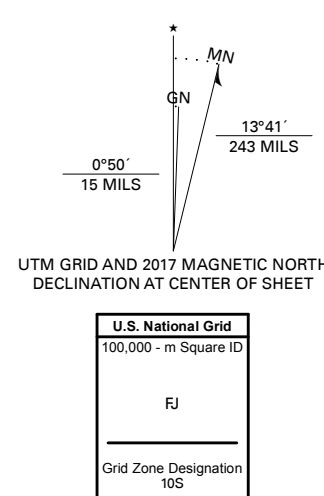 ★
MN
GN
13°41´
243 MILS
0°50´
15 MILS
UTM GRID AND 2017 MAGNETIC NORTH
DECLINATION AT CENTER OF SHEET
U.S. National Grid
100,000 - m Square ID
FJ
Grid Zone Designation
10S